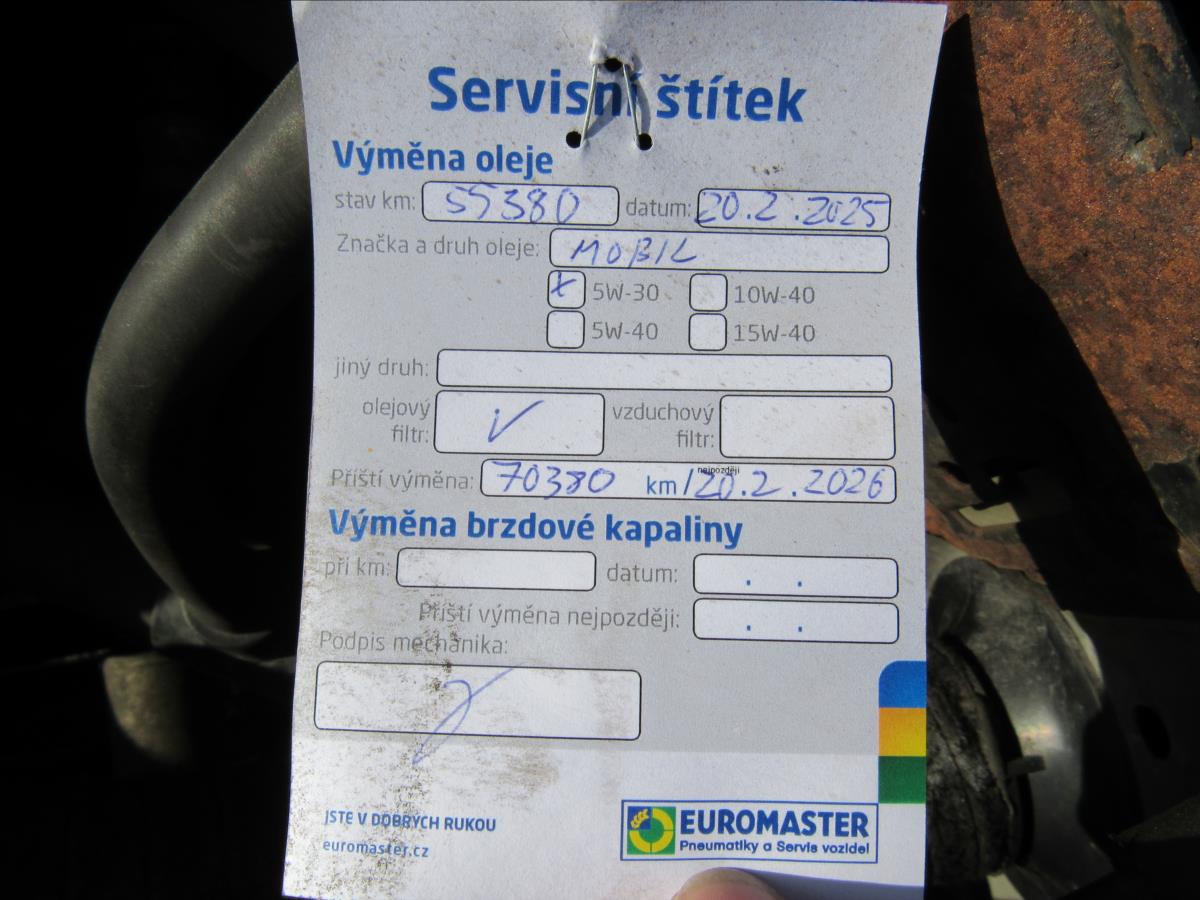 Servisní štítek
Výměna oleje
stav km: 55380 datum: 20.2.2025
Značka a druh oleje: MOBIL
x 5W-30 10W-40
5W-40 15W-40
jiný druh:
olejový filtr: ✓ vzduchový filtr:
nejpozději
Příští výměna: 70380 km/20.2.2026
Výměna brzdové kapaliny
při km: datum: . .
Příští výměna nejpozději: . .
Podpis mechanika:
JSTE V DOBRÝCH RUKOU
euromaster.cz
EUROMASTER
Pneumatiky a Servis vozidel